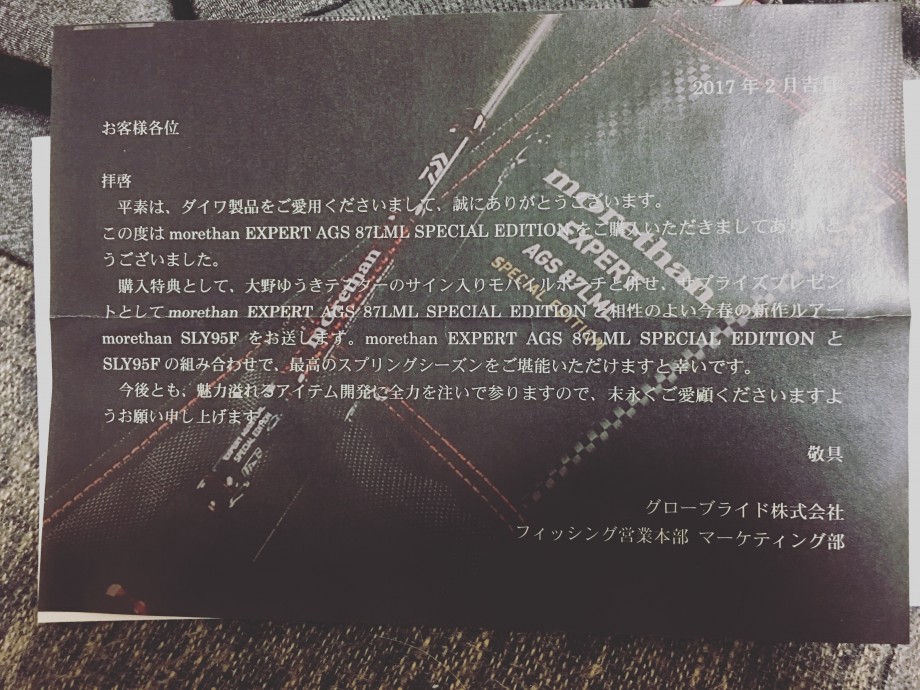 2017年2月吉日
お客様各位
拝啓
平素は、ダイワ製品をご愛用くださいまして、誠にありがとうございます。
この度は morethan EXPERT AGS 87LML SPECIAL EDITION をご購入いただきましてありがと
うございました。
購入特典として、大野ゆうきテスターのサイン入りモバイルポーチと併せ、サプライズプレゼン
トとして morethan EXPERT AGS 87LML SPECIAL EDITION と相性のよい今春の新作ルアー
morethan SLY95F をお送します。morethan EXPERT AGS 87LML SPECIAL EDITION と
SLY95F の組み合わせで、最高のスプリングシーズンをご堪能いただけますと幸いです。
今後とも、魅力溢れるアイテム開発に全力を注いで参りますので、末永くご愛顧くださいますよ
うお願い申し上げます。
敬具
グローブライド株式会社
フィッシング営業本部 マーケティング部
morethan
EXPERT
AGS 87LML
SPECIAL EDITION
morethan
EXPERT
SPECIAL EDITION